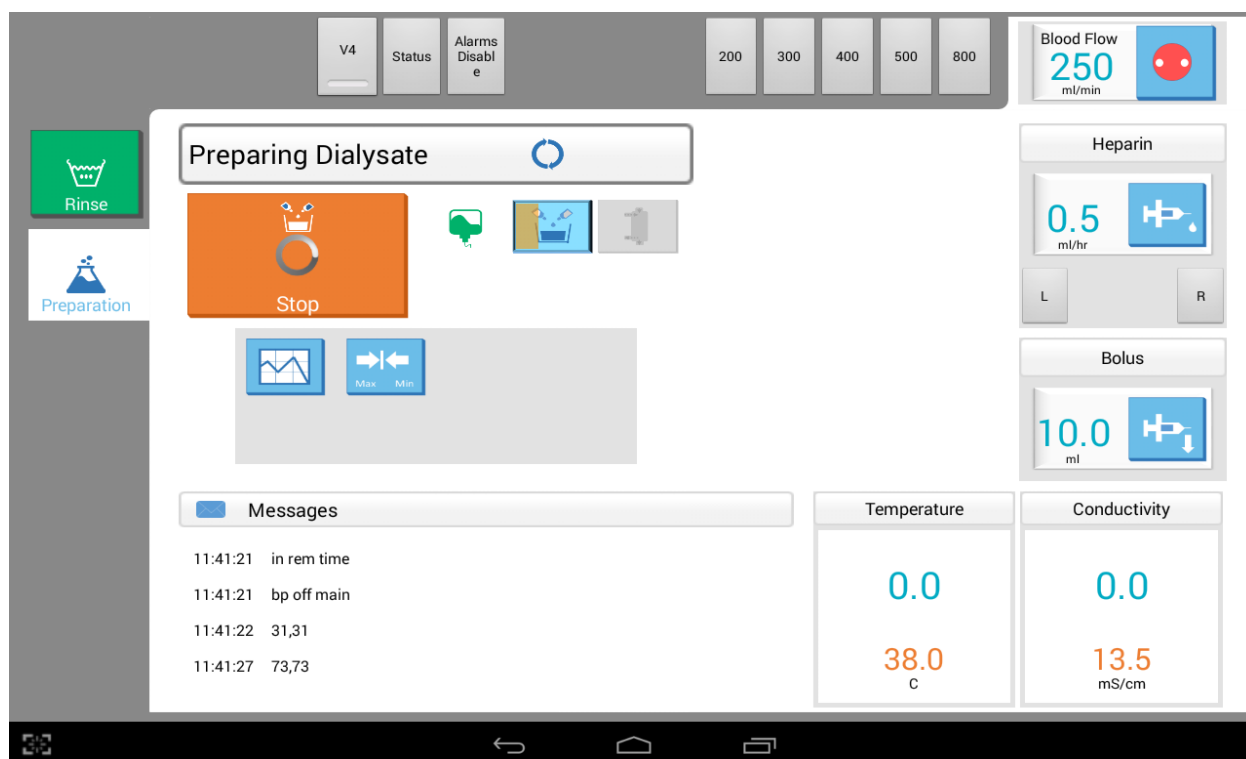 V4
Status
Alarms
Disabl
e
200
300
400
500
800
Blood Flow
250
ml/min
Rinse
Preparation
Preparing Dialysate
Stop
Max Min
Heparin
0.5
ml/hr
L
R
Bolus
10.0
ml
Messages
11:41:21 in rem time
11:41:21 bp off main
11:41:22 31,31
11:41:27 73,73
Temperature
0.0
38.0
C
Conductivity
0.0
13.5
mS/cm